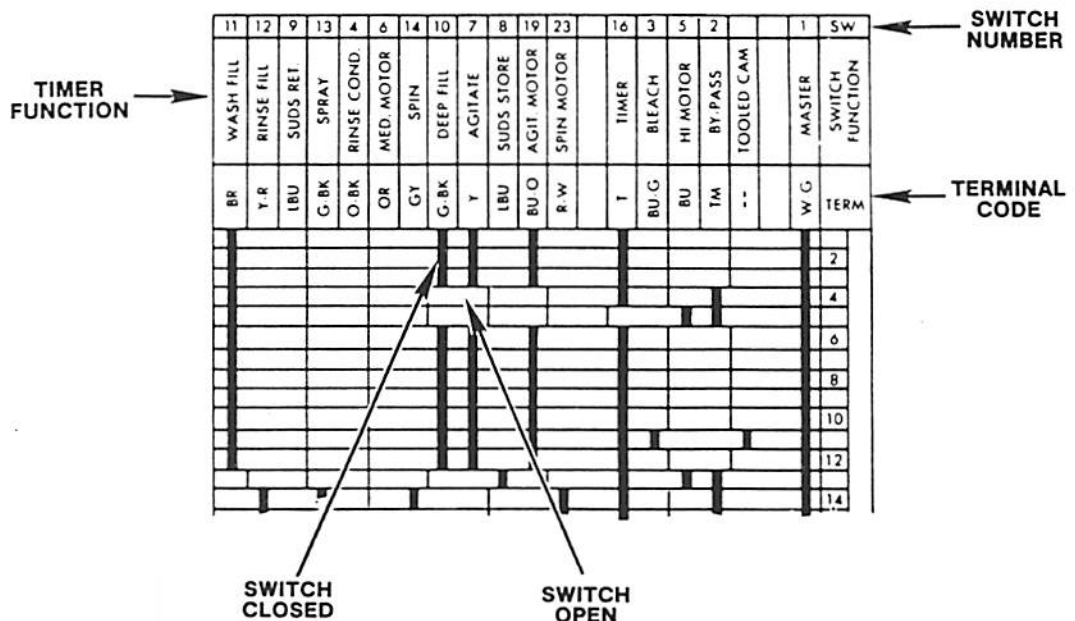 11 12 9 13 4 6 14 10 7 8 19 23 16 3 5 2 1 SW
SWITCH
NUMBER
TIMER
FUNCTION
WASH FILL
RINSE FILL
SUDS RET.
SPRAY
RINSE COND.
MED. MOTOR
SPIN
DEEP FILL
AGITATE
SUDS STORE
AGIT. MOTOR
SPIN MOTOR
TIMER
BLEACH
HI MOTOR
BY-PASS
TOOLED CAM
MASTER
SWITCH
FUNCTION
BR
Y-R
LBU
G-BK
O-BK
OR
GY
G-BK
Y
LBU
BU-O
R-W
T
BU-G
BU
TM
--
W G
TERM
TERMINAL
CODE
2
4
6
8
10
12
14
SWITCH
CLOSED
SWITCH
OPEN